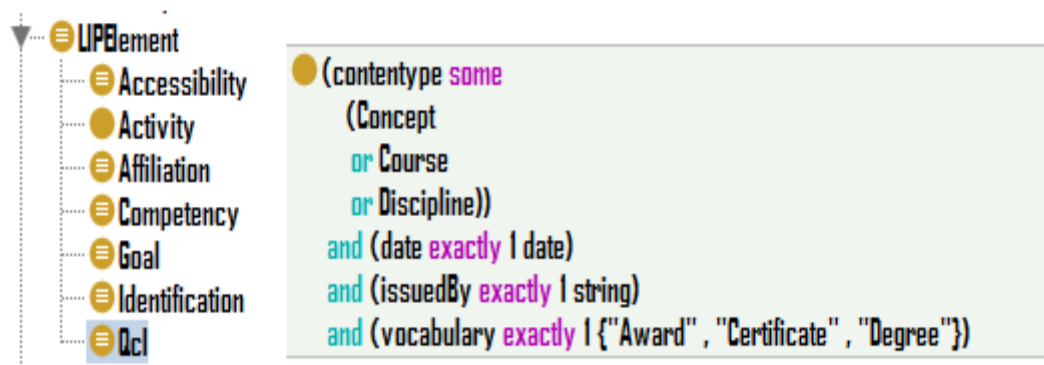 LIPElement
Accessibility
Activity
Affiliation
Competency
Goal
Identification
Qcl
(contentype some
(Concept
or Course
or Discipline))
and (date exactly 1 date)
and (issuedBy exactly 1 string)
and (vocabulary exactly 1 {"Award" , "Certificate" , "Degree"})